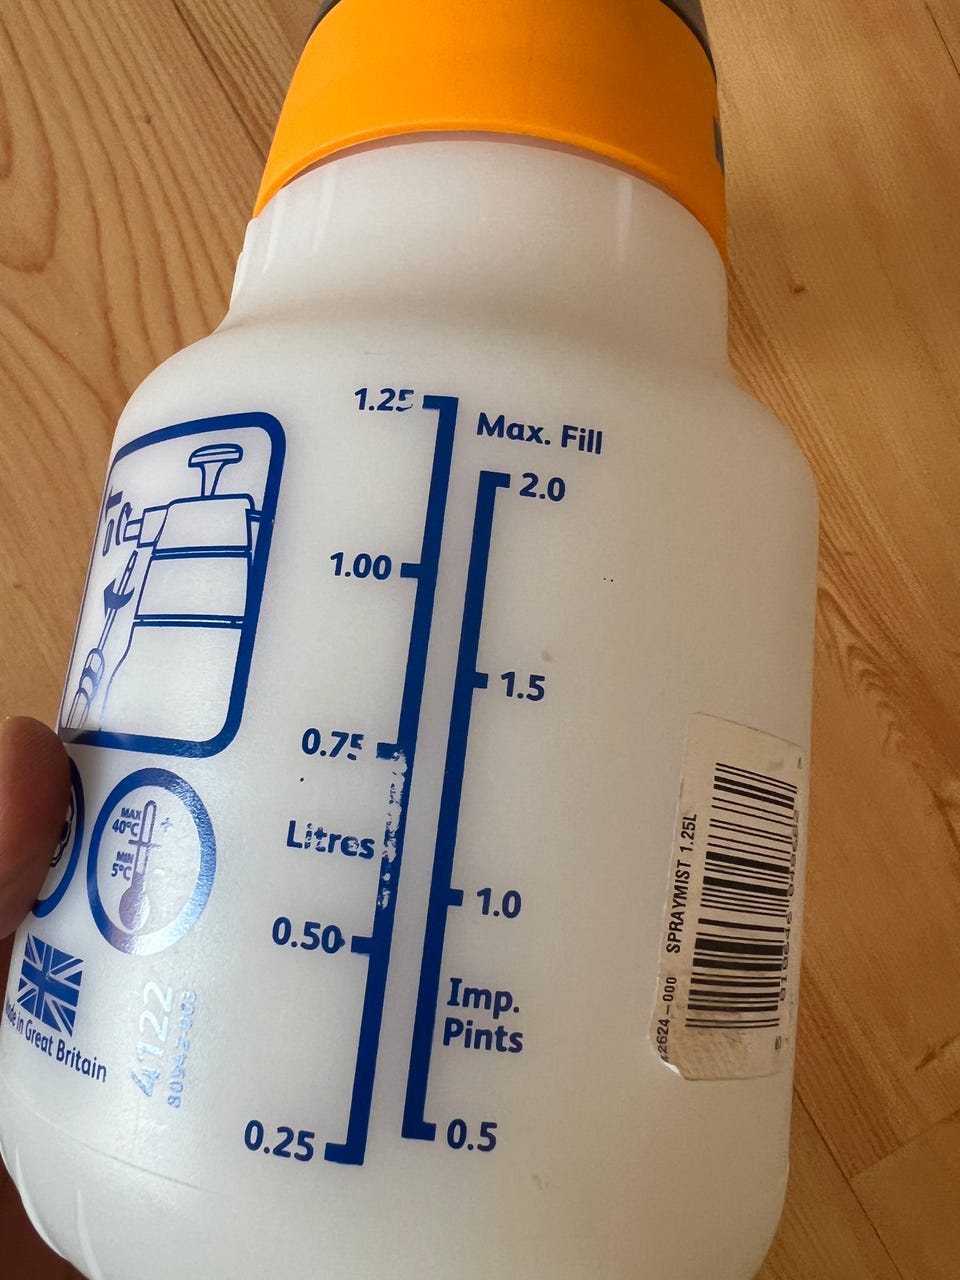 1.25
Max. Fill
2.0
1.00
1.5
0.75
Litres
1.0
0.50
Imp.
Pints
0.25
0.5
MAX
40°C
MIN
5°C
in Great Britain
4122
SPRAYMIST 1.25L